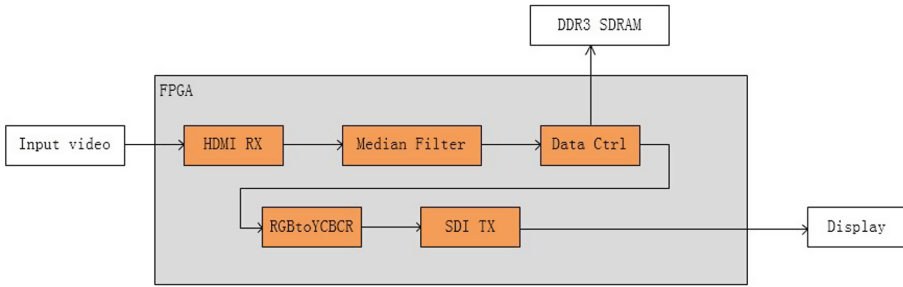 DDR3 SDRAM
FPGA
Input video
HDMI RX
Median Filter
Data Ctrl
RGBtoYCBCR
SDI TX
Display